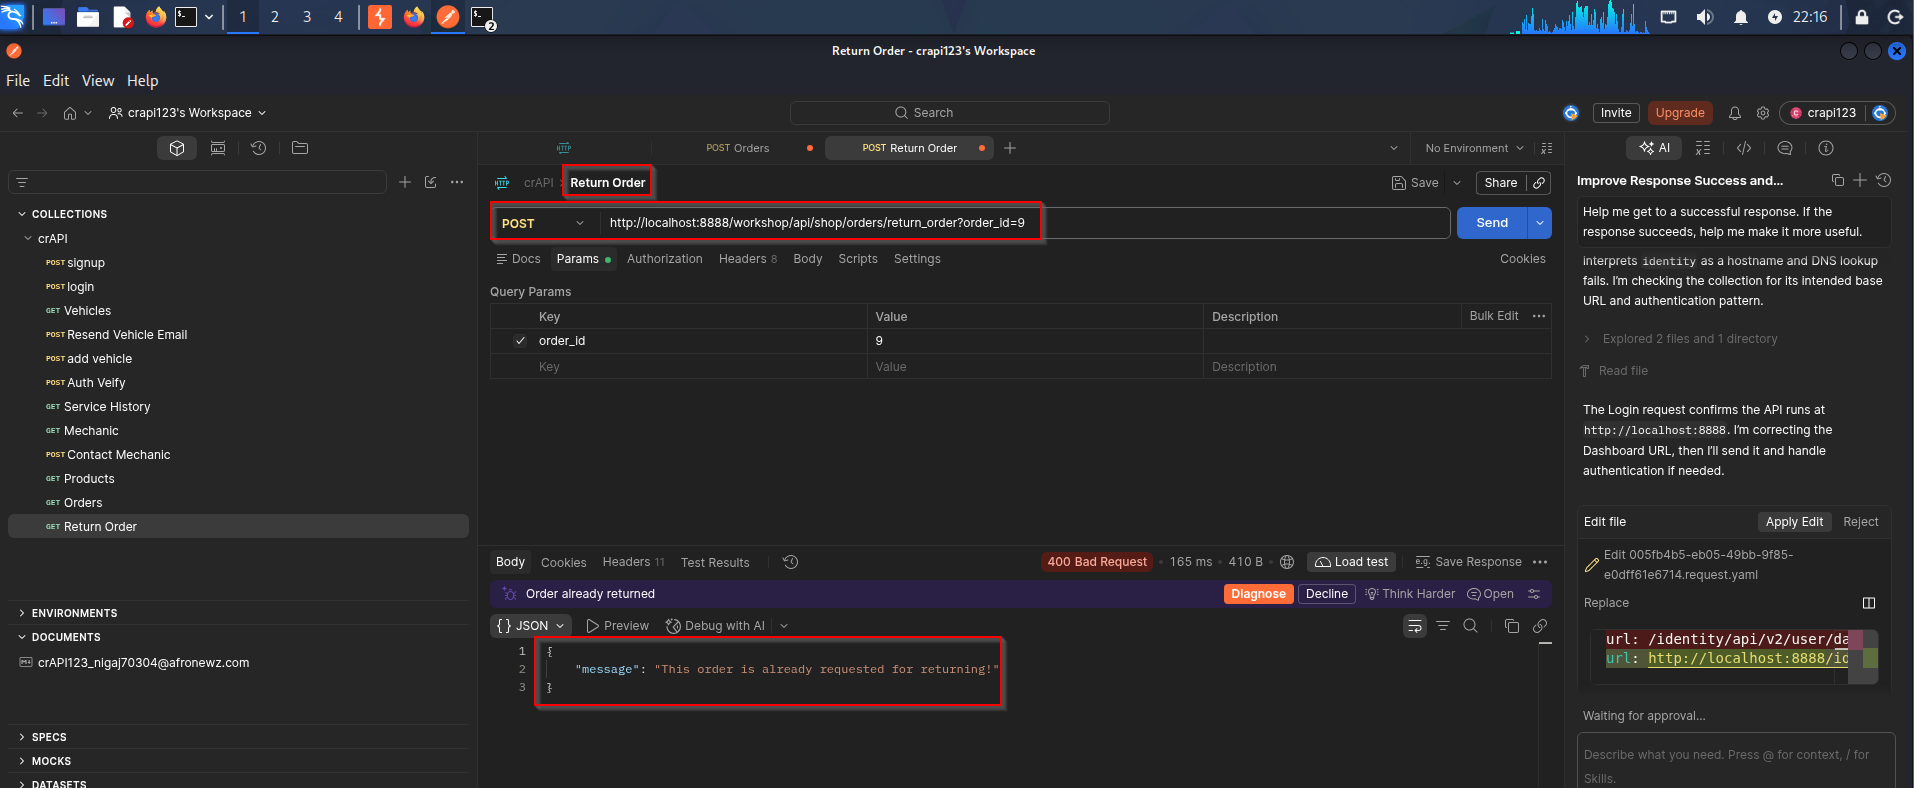 1 2 3 4
2
22:16
Return Order - crapi123's Workspace
File Edit View Help
crapi123's Workspace
Search
Invite
Upgrade
crapi123
HTTP
POST Orders
POST Return Order
No Environment
AI
HTTP crAPI Return Order
Save
Share
Improve Response Success and...
COLLECTIONS
crAPI
POST signup
POST login
GET Vehicles
POST Resend Vehicle Email
POST add vehicle
POST Auth Veify
GET Service History
GET Mechanic
POST Contact Mechanic
GET Products
GET Orders
GET Return Order
ENVIRONMENTS
DOCUMENTS
crAPI123_nigaj70304@afronewz.com
SPECS
MOCKS
DATASETS
POST http://localhost:8888/workshop/api/shop/orders/return_order?order_id=9
Send
Docs Params Authorization Headers 8 Body Scripts Settings Cookies
Query Params
Key Value Description Bulk Edit
order_id 9
Key Value Description
Body Cookies Headers 11 Test Results
400 Bad Request 165 ms 410 B Load test e.g. Save Response
Order already returned
Diagnose Decline Think Harder Open
{} JSON Preview Debug with AI
1 {
2 "message": "This order is already requested for returning!"
3 }
Help me get to a successful response. If the
response succeeds, help me make it more useful.
interprets identity as a hostname and DNS lookup
fails. I'm checking the collection for its intended base
URL and authentication pattern.
Explored 2 files and 1 directory
Read file
The Login request confirms the API runs at
http://localhost:8888. I'm correcting the
Dashboard URL, then I'll send it and handle
authentication if needed.
Edit file Apply Edit Reject
Edit 005fb4b5-eb05-49bb-9f85-
e0dff61e6714.request.yaml
Replace
url: /identity/api/v2/user/da
url: http://localhost:8888/id
Waiting for approval...
Describe what you need. Press @ for context, / for
Skills.